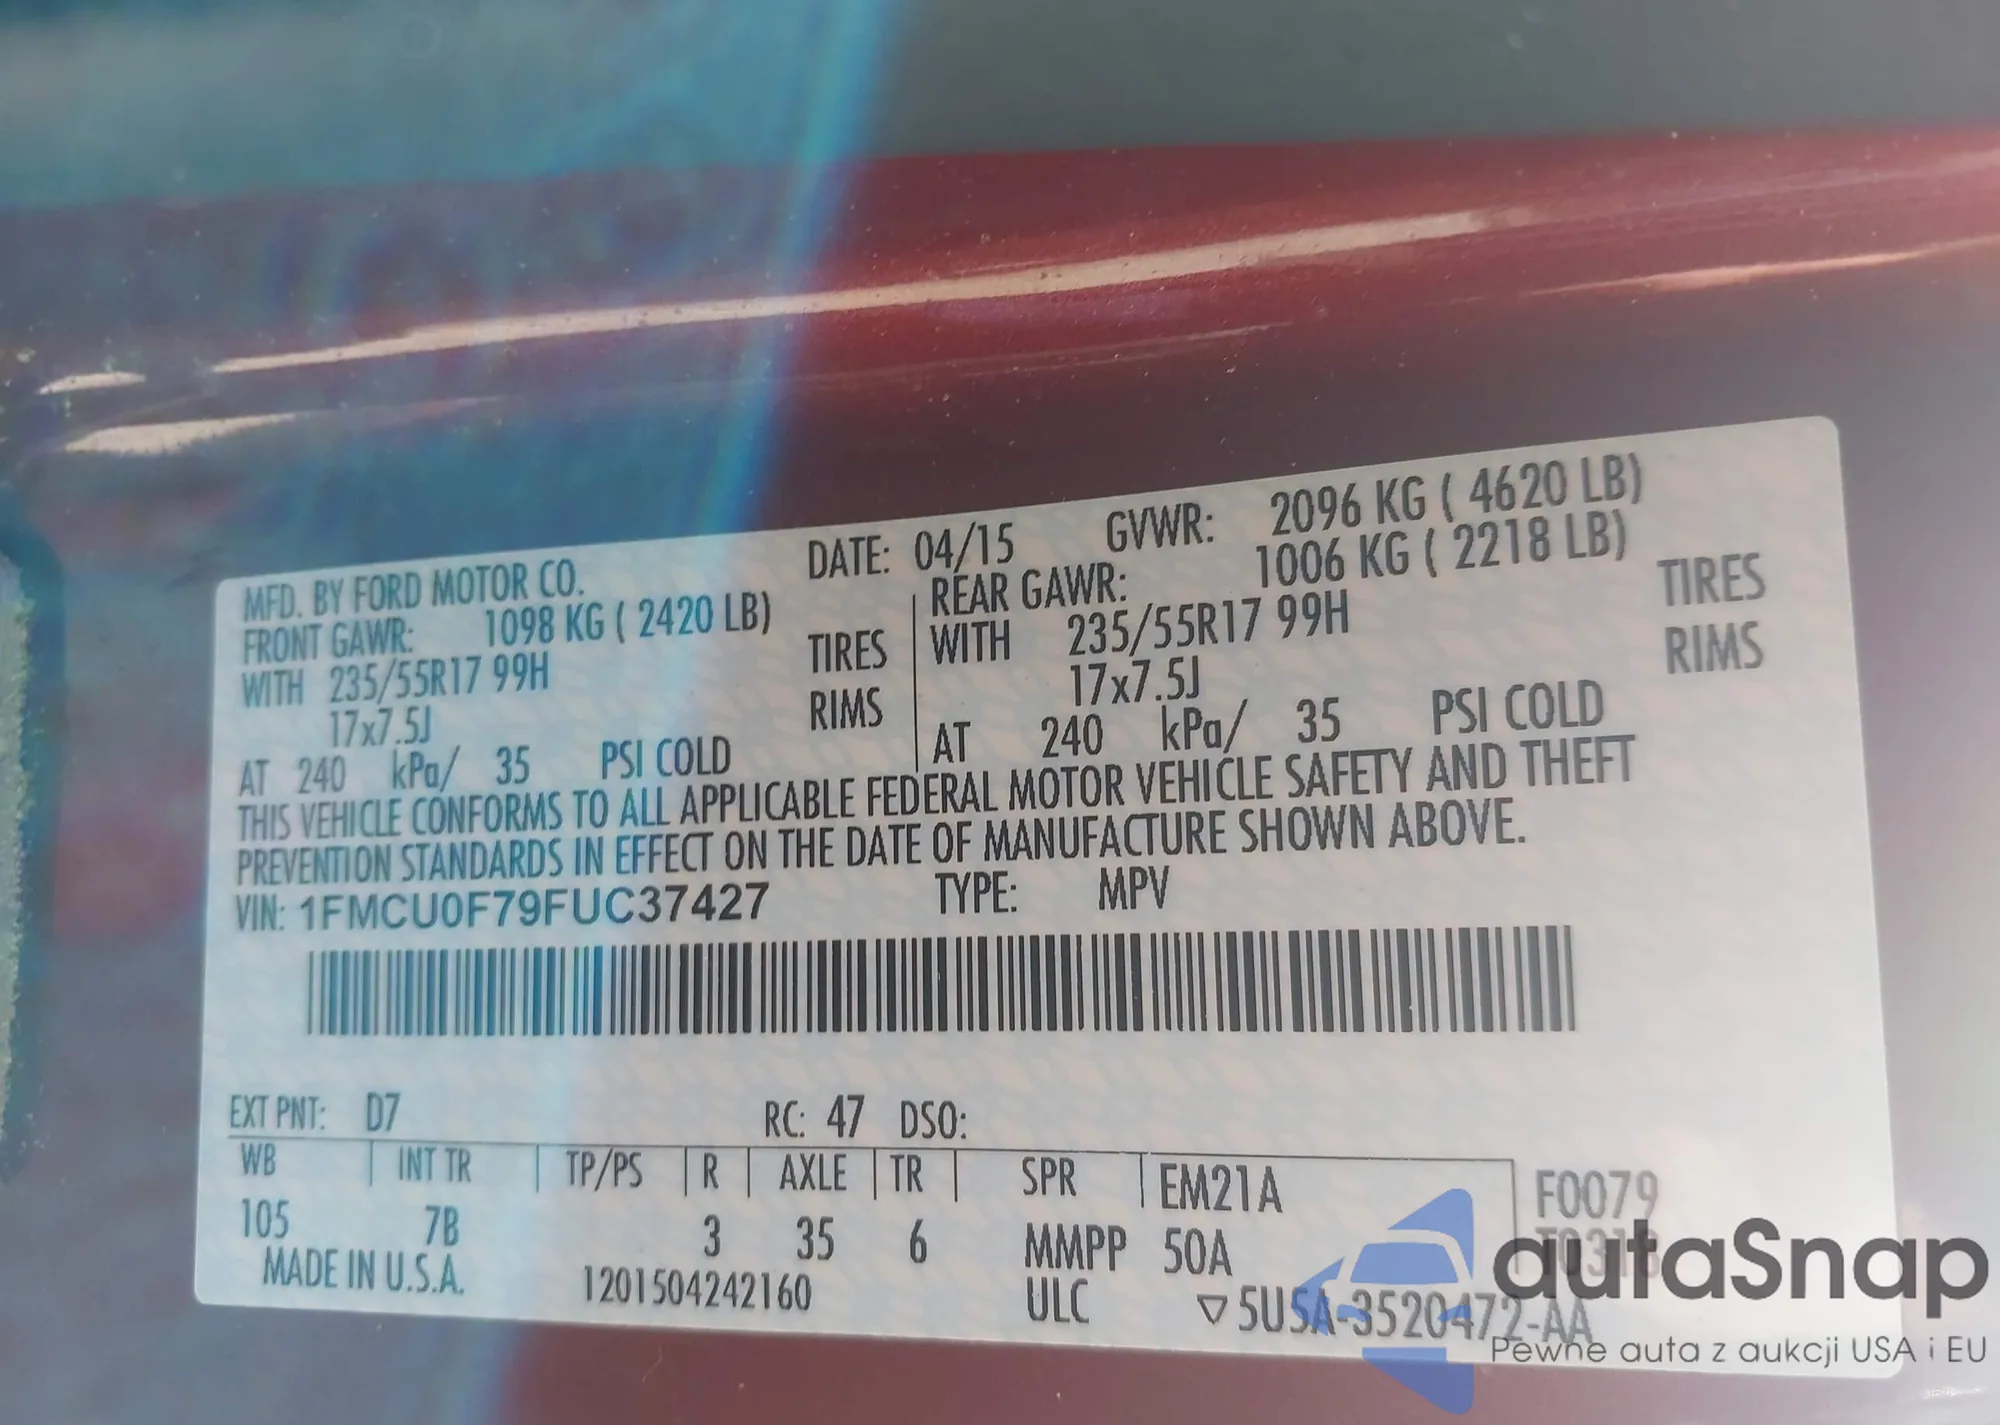 MFD. BY FORD MOTOR CO. DATE: 04/15 GVWR: 2096 KG ( 4620 LB)
FRONT GAWR: 1098 KG ( 2420 LB) REAR GAWR: 1006 KG ( 2218 LB)
WITH 235/55R17 99H TIRES WITH 235/55R17 99H TIRES
17x7.5J RIMS 17x7.5J RIMS
AT 240 kPa/ 35 PSI COLD AT 240 kPa/ 35 PSI COLD
THIS VEHICLE CONFORMS TO ALL APPLICABLE FEDERAL MOTOR VEHICLE SAFETY AND THEFT
PREVENTION STANDARDS IN EFFECT ON THE DATE OF MANUFACTURE SHOWN ABOVE.
VIN: 1FMCU0F79FUC37427 TYPE: MPV
EXT PNT: D7 RC: 47 DSO:
WB INT TR TP/PS R AXLE TR SPR EM21A F0079
105 7B 3 35 6 MMPP 50A
MADE IN U.S.A. 1201504242160 ULC ▽5USA-3520472-AA
autaSnap
Pewne auta z aukcji USA i EU